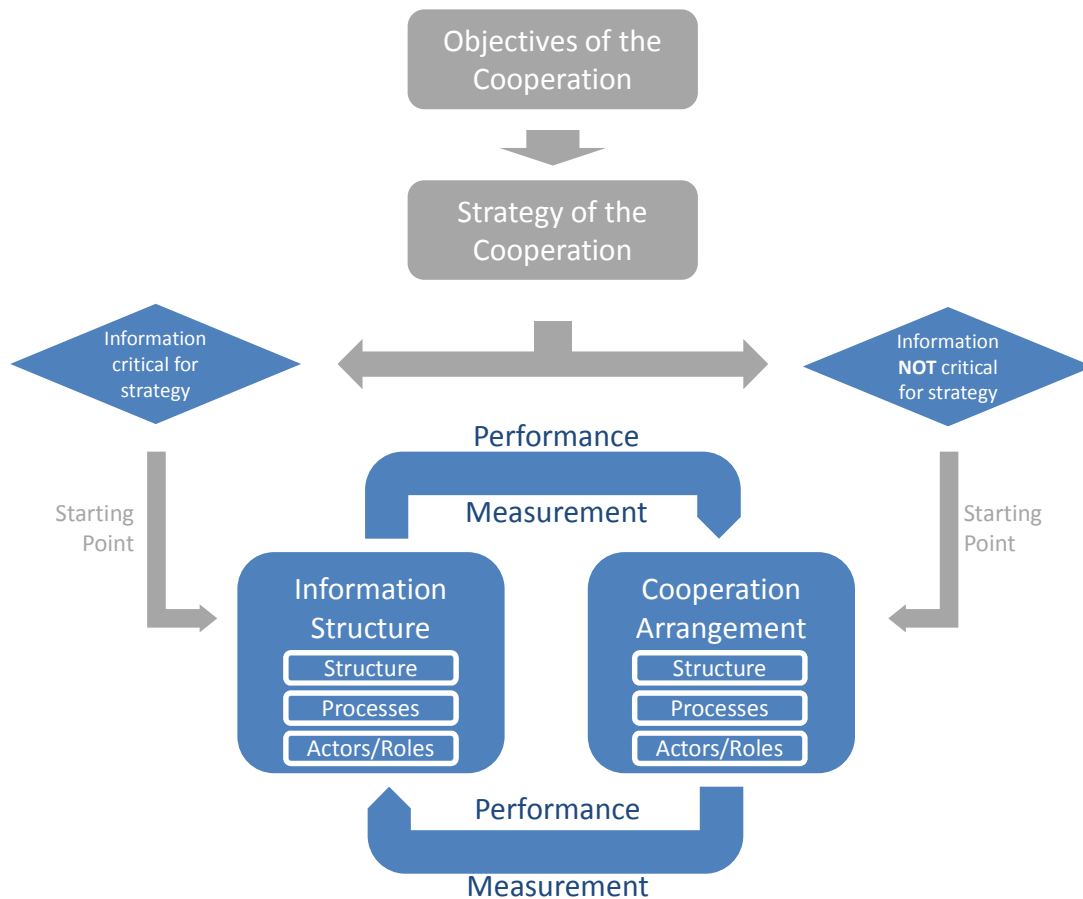 Objectives of the
Cooperation
Strategy of the
Cooperation
Information
critical for
strategy
Information
NOT critical
for strategy
Performance
Measurement
Starting
Point
Starting
Point
Information
Structure
Structure
Processes
Actors/Roles
Cooperation
Arrangement
Structure
Processes
Actors/Roles
Performance
Measurement